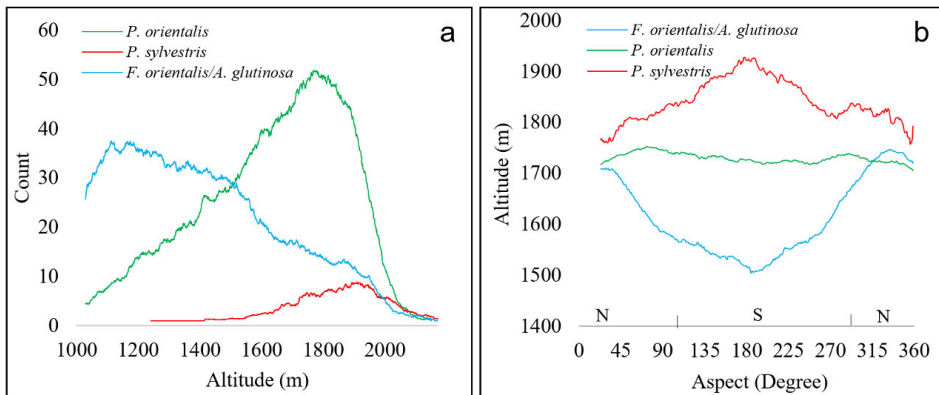 a
P. orientalis
P. sylvestris
F. orientalis/A. glutinosa
Count
60
50
40
30
20
10
0
1000 1200 1400 1600 1800 2000
Altitude (m)
b
F. orientalis/A. glutinosa
P. orientalis
P. sylvestris
Altitude (m)
2000
1900
1800
1700
1600
1500
1400
N S N
0 45 90 135 180 225 270 315 360
Aspect (Degree)